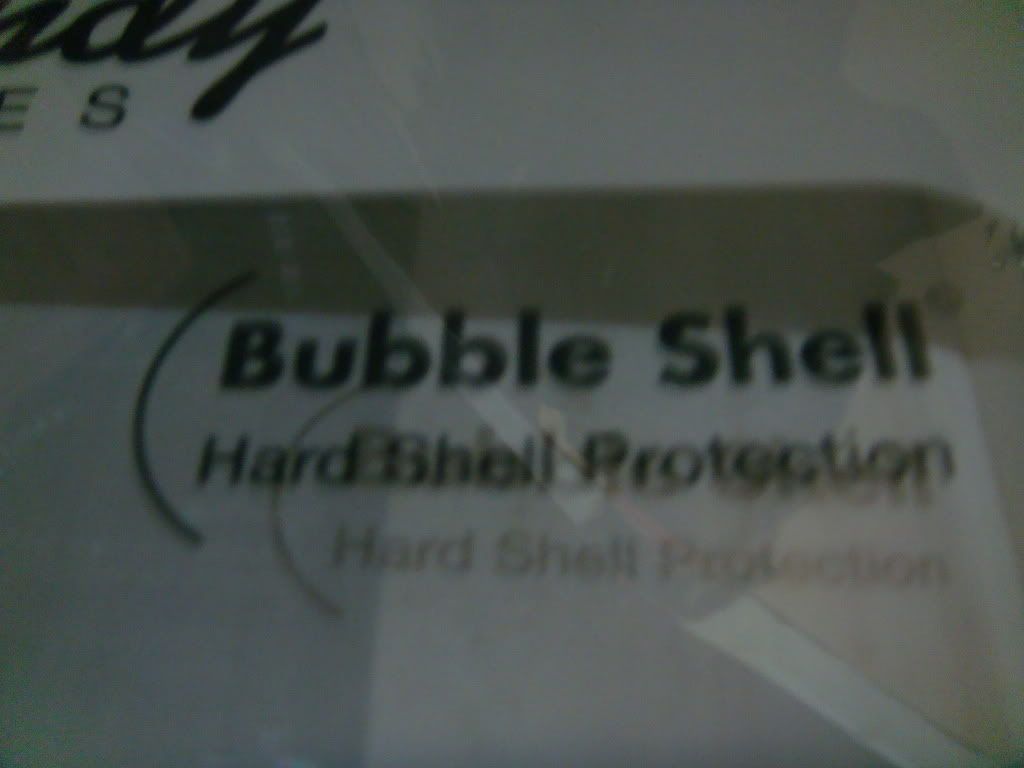 ES
Bubble Shell
Hard Shell Protection
Hard Shell Protection